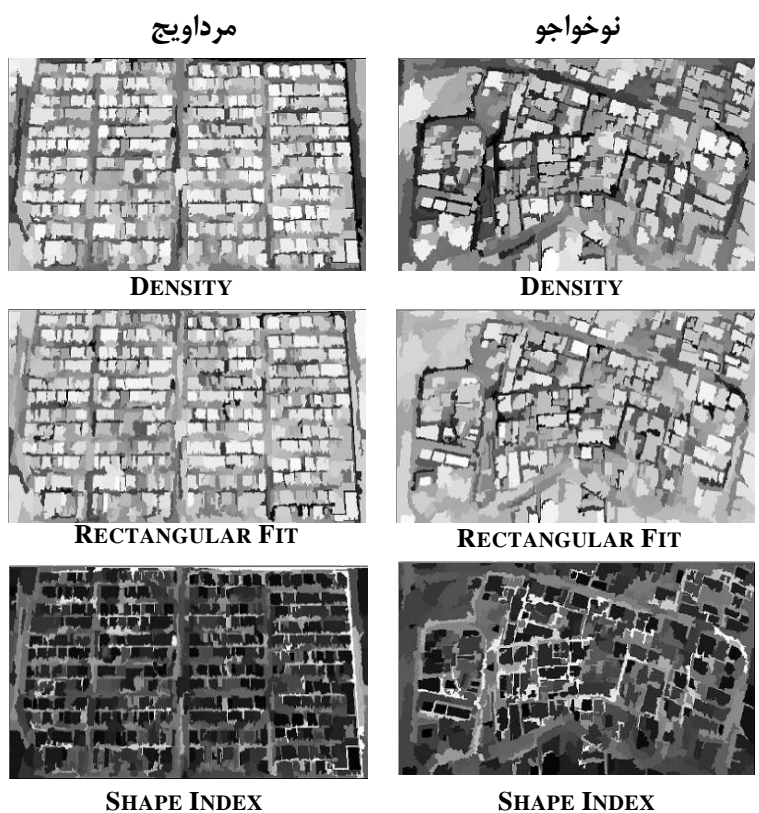 مرداویج
نوخواجو
DENSITY
DENSITY
RECTANGULAR FIT
RECTANGULAR FIT
SHAPE INDEX
SHAPE INDEX